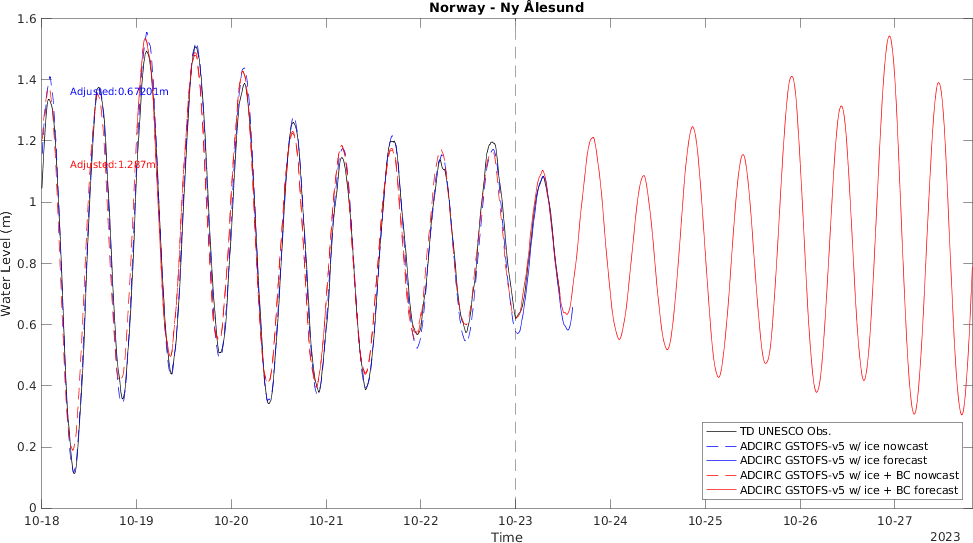 Norway - Ny Ålesund
1.6
1.4
1.2
1
0.8
0.6
0.4
0.2
0
Water Level (m)
Adjusted:0.67201m
Adjusted:1.287m
TD UNESCO Obs.
ADCIRC GSTOFS-v5 w/ ice nowcast
ADCIRC GSTOFS-v5 w/ ice forecast
ADCIRC GSTOFS-v5 w/ ice + BC nowcast
ADCIRC GSTOFS-v5 w/ ice + BC forecast
10-18 10-19 10-20 10-21 10-22 10-23 10-24 10-25 10-26 10-27
Time
2023